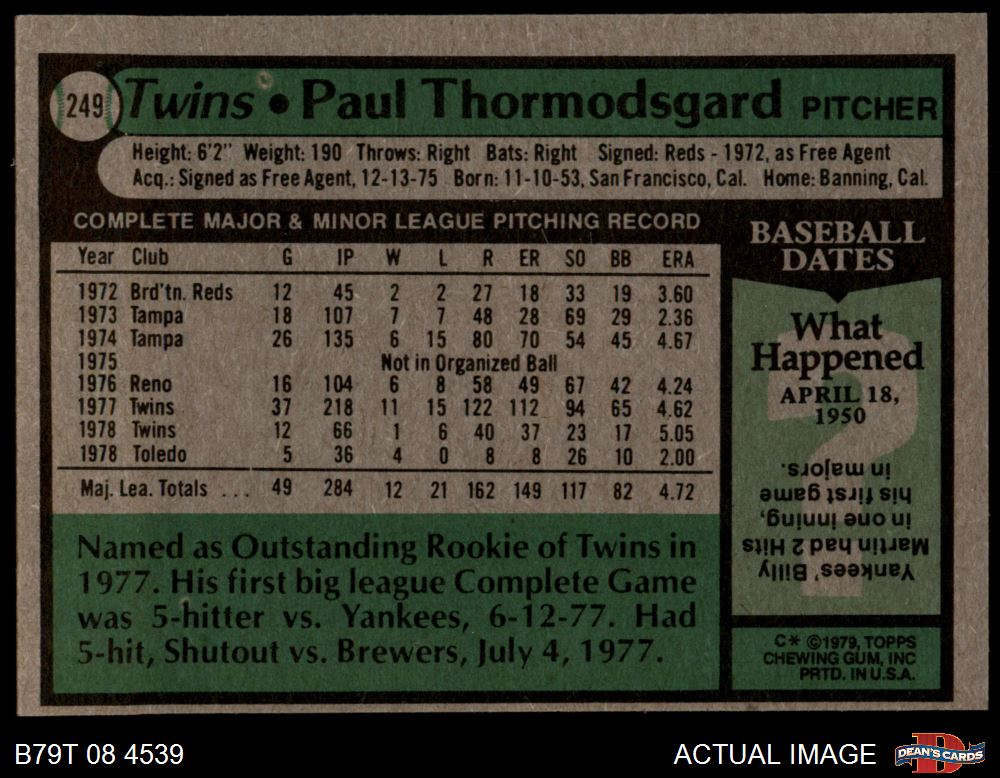 249 Twins • Paul Thormodsgard PITCHER
Height: 6'2" Weight: 190 Throws: Right Bats: Right Signed: Reds - 1972, as Free Agent
Acq.: Signed as Free Agent, 12-13-75 Born: 11-10-53, San Francisco, Cal. Home: Banning, Cal.
COMPLETE MAJOR & MINOR LEAGUE PITCHING RECORD
Year Club G IP W L R ER SO BB ERA
1972 Brd'tn. Reds 12 45 2 2 27 18 33 19 3.60
1973 Tampa 18 107 7 7 48 28 69 29 2.36
1974 Tampa 26 135 6 15 80 70 54 45 4.67
1975 Not in Organized Ball
1976 Reno 16 104 6 8 58 49 67 42 4.24
1977 Twins 37 218 11 15 122 112 94 65 4.62
1978 Twins 12 66 1 6 40 37 23 17 5.05
1978 Toledo 5 36 4 0 8 8 26 10 2.00
Maj. Lea. Totals ... 49 284 12 21 162 149 117 82 4.72
Named as Outstanding Rookie of Twins in
1977. His first big league Complete Game
was 5-hitter vs. Yankees, 6-12-77. Had
5-hit, Shutout vs. Brewers, July 4, 1977.
BASEBALL
DATES
What
Happened
APRIL 18,
1950
?
Yankees' Billy
Martin had 2 Hits
in one inning,
his first game
in majors.
C* ©1979, TOPPS
CHEWING GUM, INC
PRTD. IN U.S.A.
B79T 08 4539
ACTUAL IMAGE
D
DEAN'S CARDS